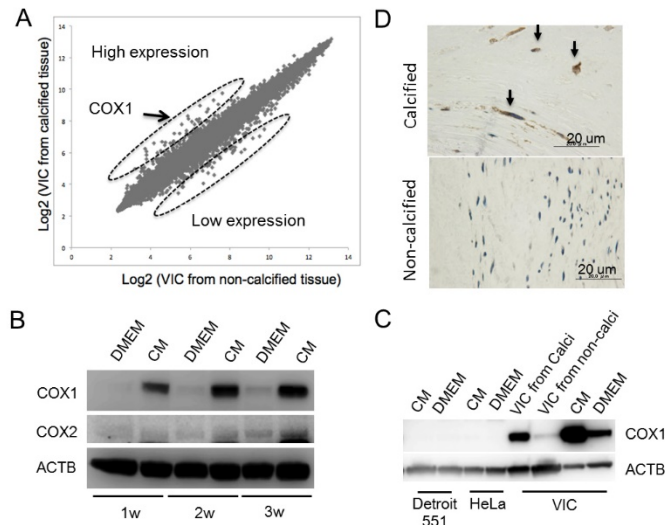 A
14
12
10
8
6
4
2
0
0
2
4
6
8
10
12
14
Log2 (VIC from calcified tissue)
High expression
COX1
Low expression
Log2 (VIC from non-calcified tissue)
D
Calcified
20 um
Non-calcified
20 um
B
DMEM CM DMEM CM DMEM CM
COX1
COX2
ACTB
1w 2w 3w
C
CM DMEM CM DMEM VIC from Calci VIC from non-calci CM DMEM
COX1
ACTB
Detroit 551 HeLa VIC